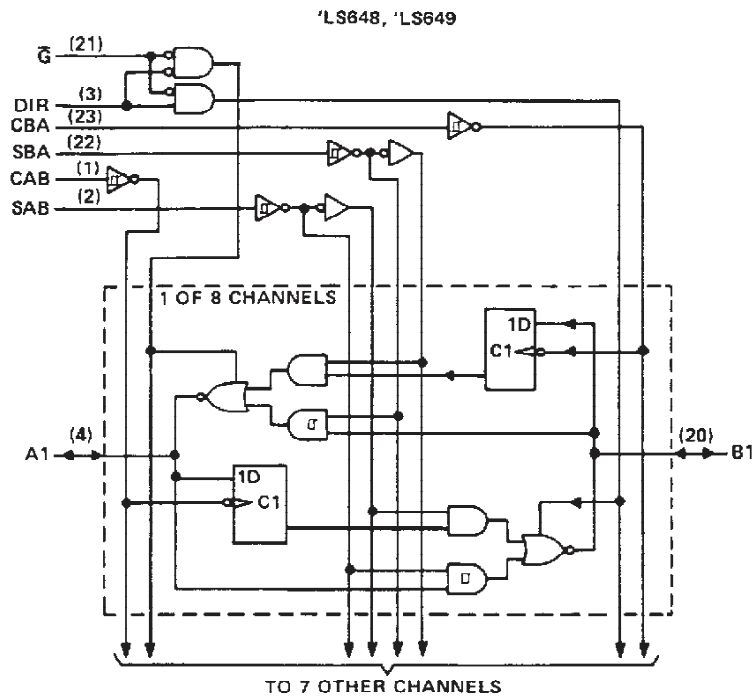 'LS648, 'LS649
G̅ (21)
DIR (3)
CBA (23)
SBA (22)
CAB (1)
SAB (2)
1 OF 8 CHANNELS
1D
C1
A1 (4)
(20) B1
1D
C1
TO 7 OTHER CHANNELS